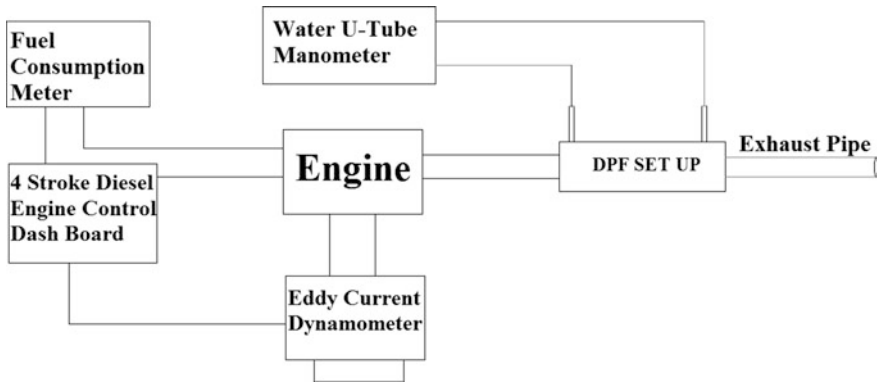 Fuel
Consumption
Meter
Water U-Tube
Manometer
4 Stroke Diesel
Engine Control
Dash Board
Engine
DPF SET UP
Exhaust Pipe
Eddy Current
Dynamometer